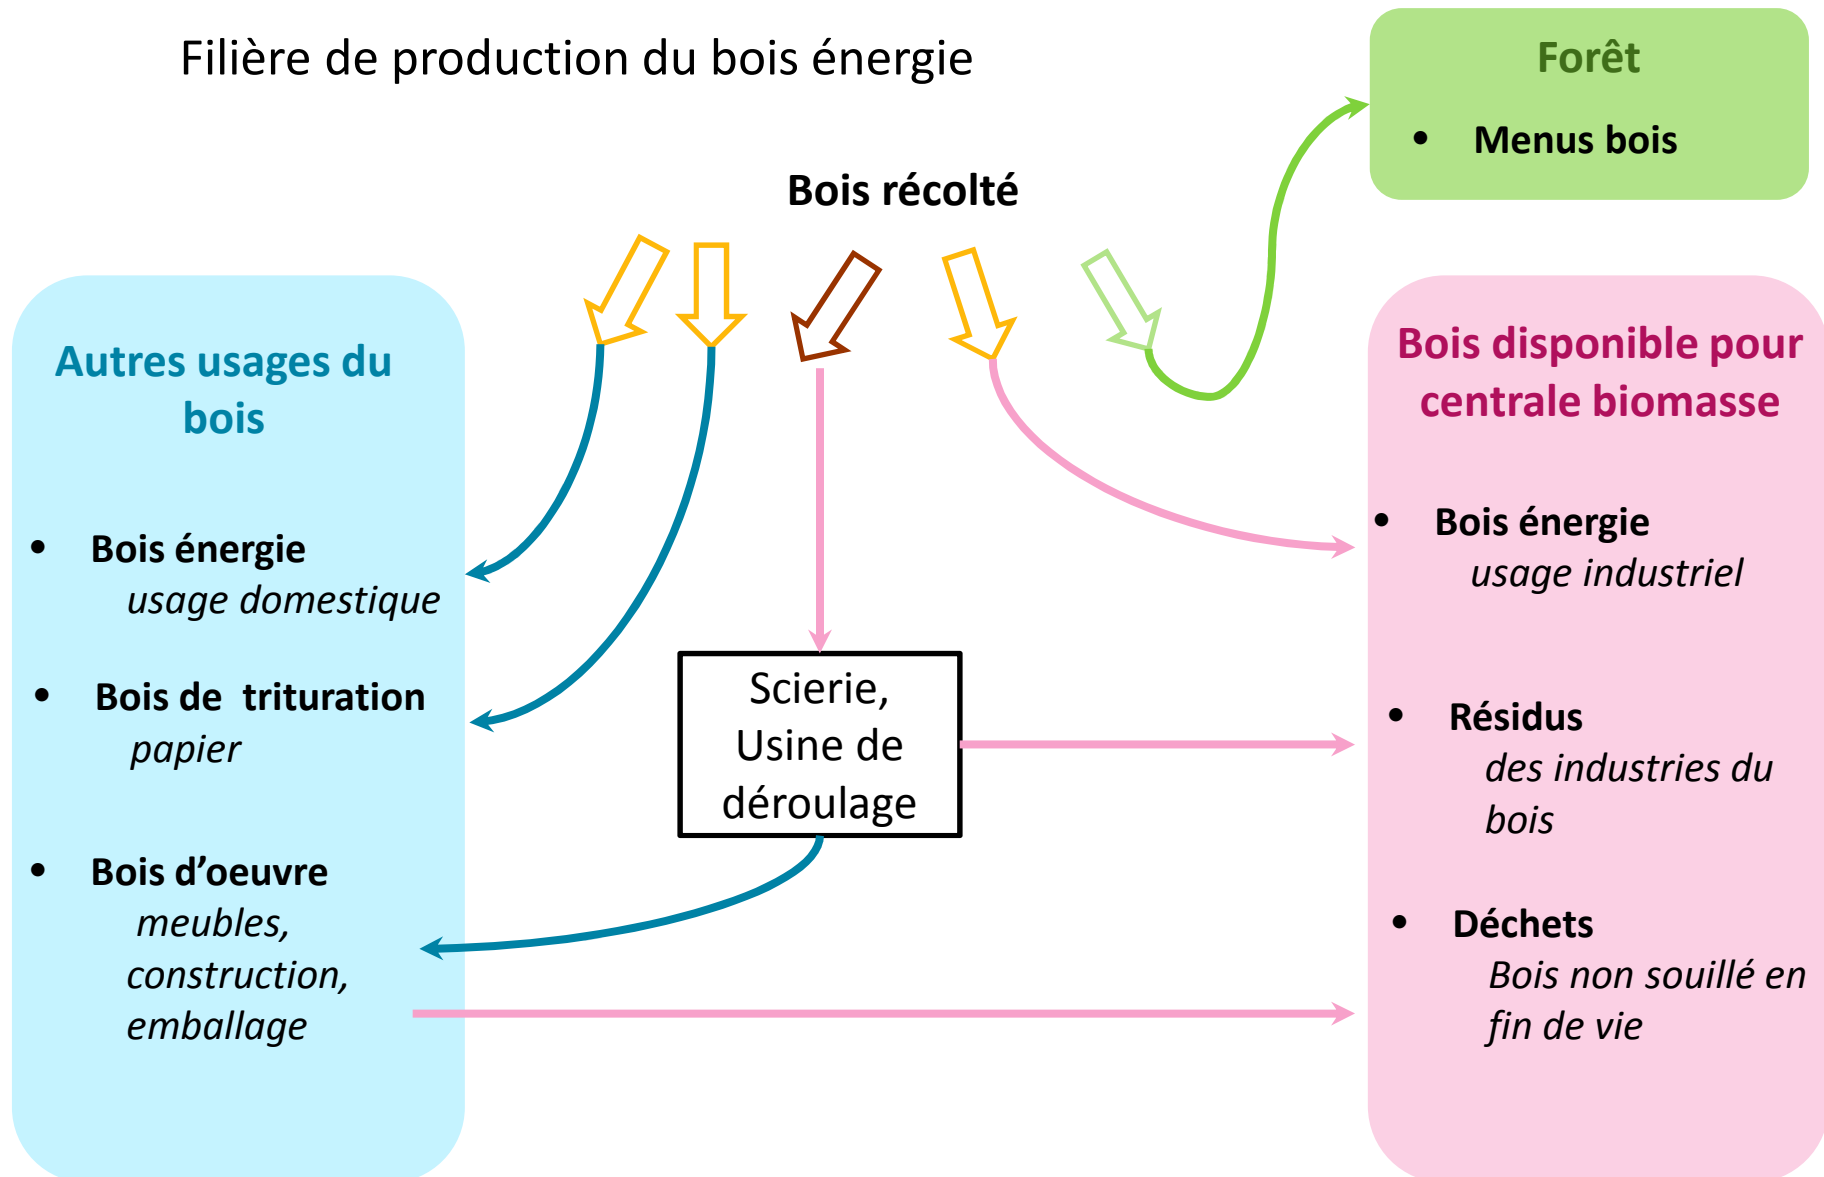 Filière de production du bois énergie
Forêt
• Menus bois
Bois récolté
Autres usages du
bois
• Bois énergie
usage domestique
• Bois de  trituration
papier
• Bois d’oeuvre
meubles,
construction,
emballage
Scierie,
Usine de
déroulage
Bois disponible pour
centrale biomasse
• Bois énergie
usage industriel
• Résidus
des industries du
bois
• Déchets
Bois non souillé en
fin de vie